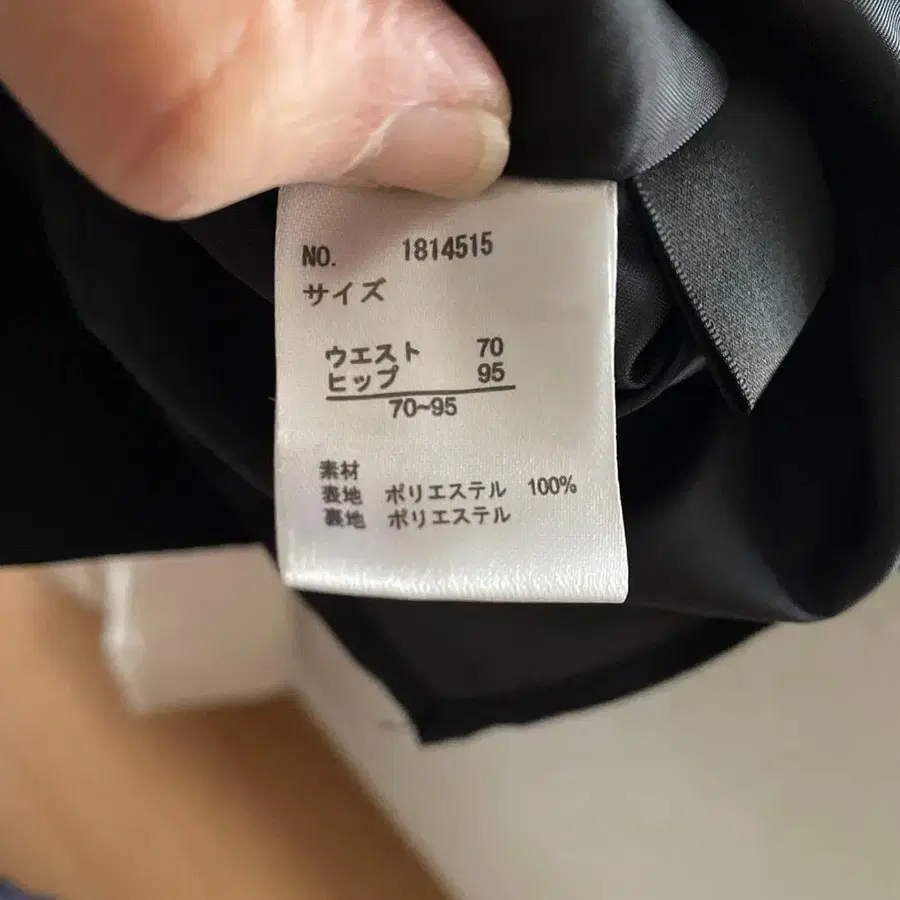 NO. 1814515
サイズ
ウエスト 70
ヒップ 95
70~95
素材
表地 ポリエステル 100%
裏地 ポリエステル